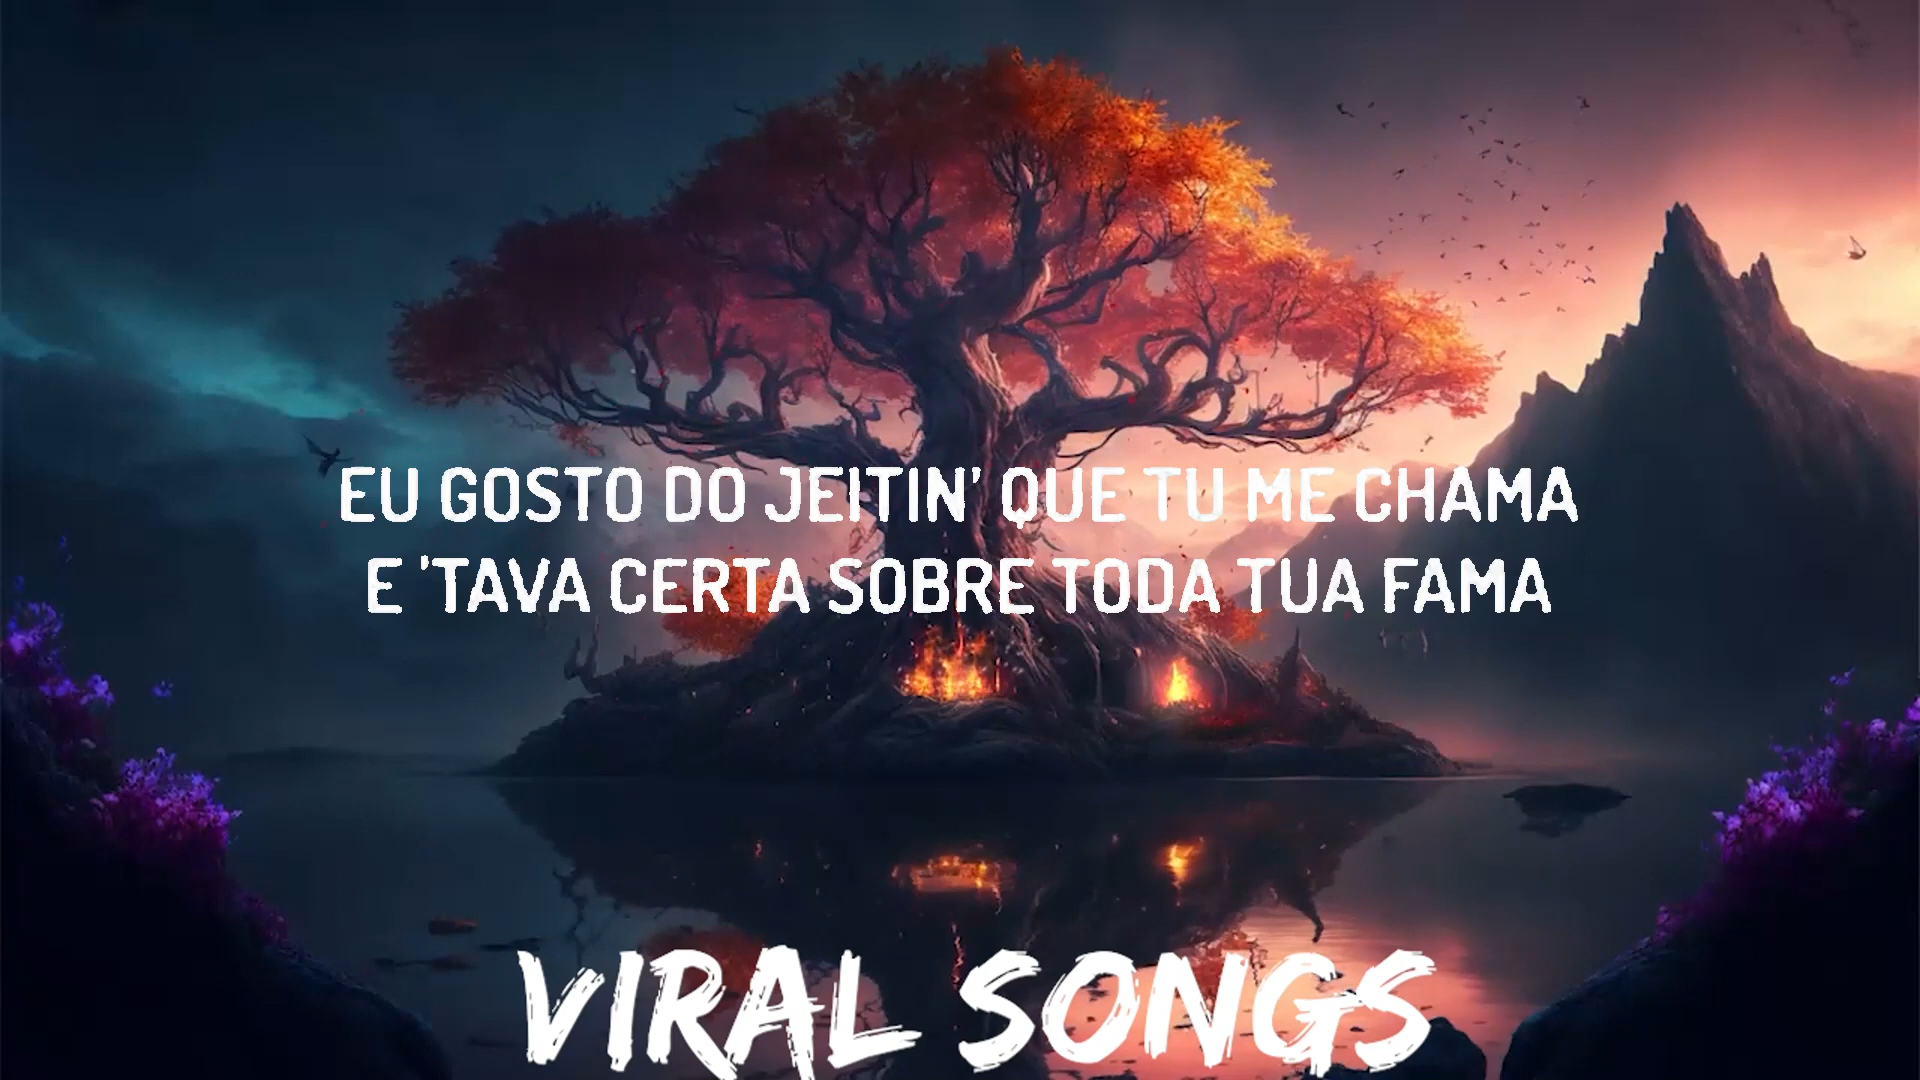 EU GOSTO DO JEITIN’ QUE TU ME CHAMA
E 'TAVA CERTA SOBRE TODA TUA FAMA
VIRAL SONGS